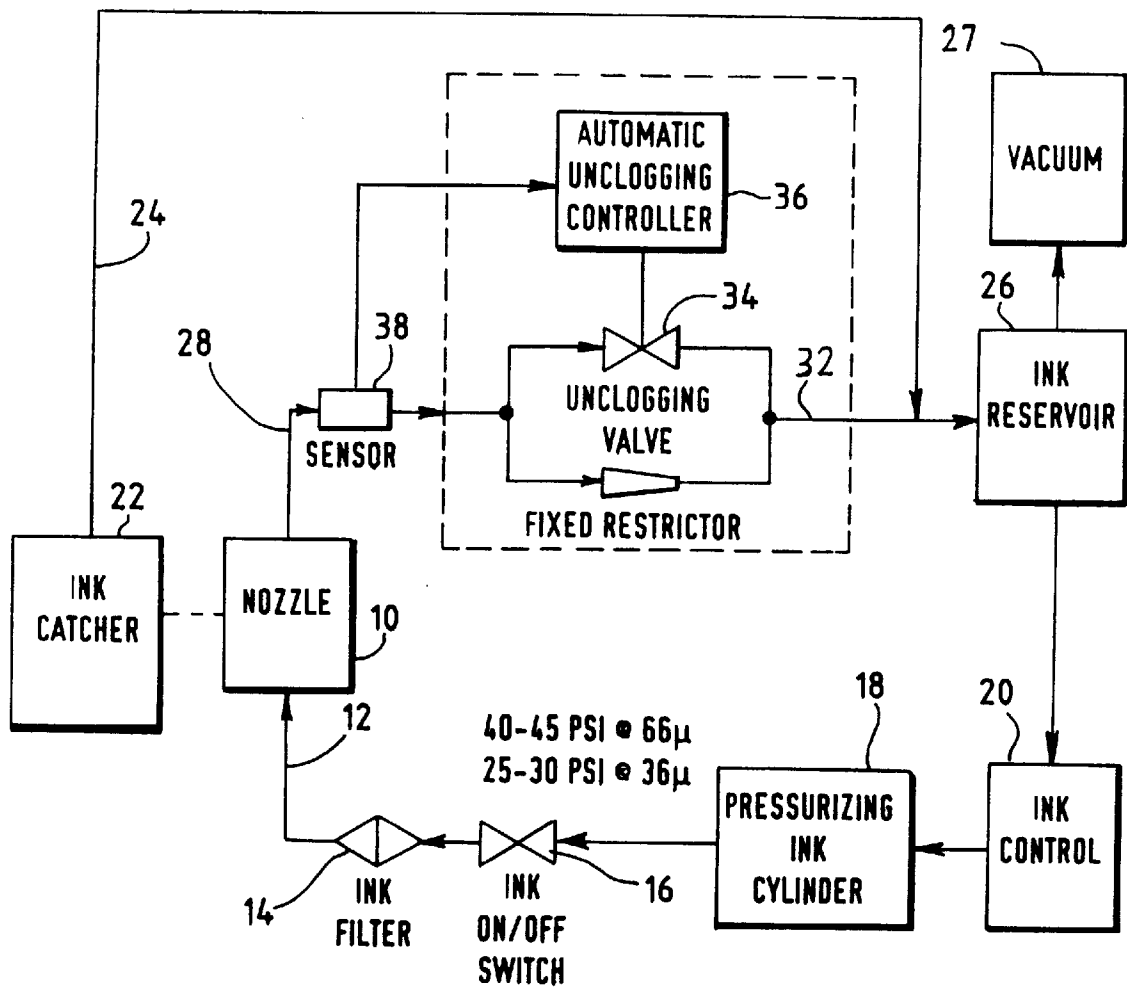 27
VACUUM
AUTOMATIC
UNCLOGGING
CONTROLLER
36
24
26
34
38
28
32
INK
RESERVOIR
UNCLOGGING
VALVE
SENSOR
22
FIXED RESTRICTOR
INK
CATCHER
NOZZLE
10
12
18
20
40-45 PSI @ 66µ
25-30 PSI @ 36µ
PRESSURIZING
INK
CYLINDER
INK
CONTROL
14
INK
FILTER
16
INK
ON/OFF
SWITCH